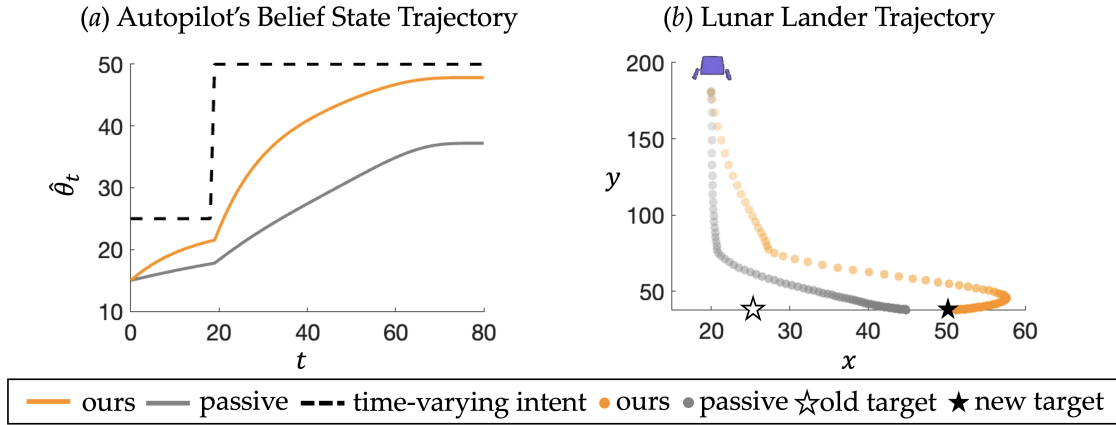 (a) Autopilot's Belief State Trajectory
50
40
30
20
10
θ̂t
0 20 40 60 80
t
(b) Lunar Lander Trajectory
200
150
100
50
y
20 30 40 50 60
x
ours passive time-varying intent ours passive old target new target